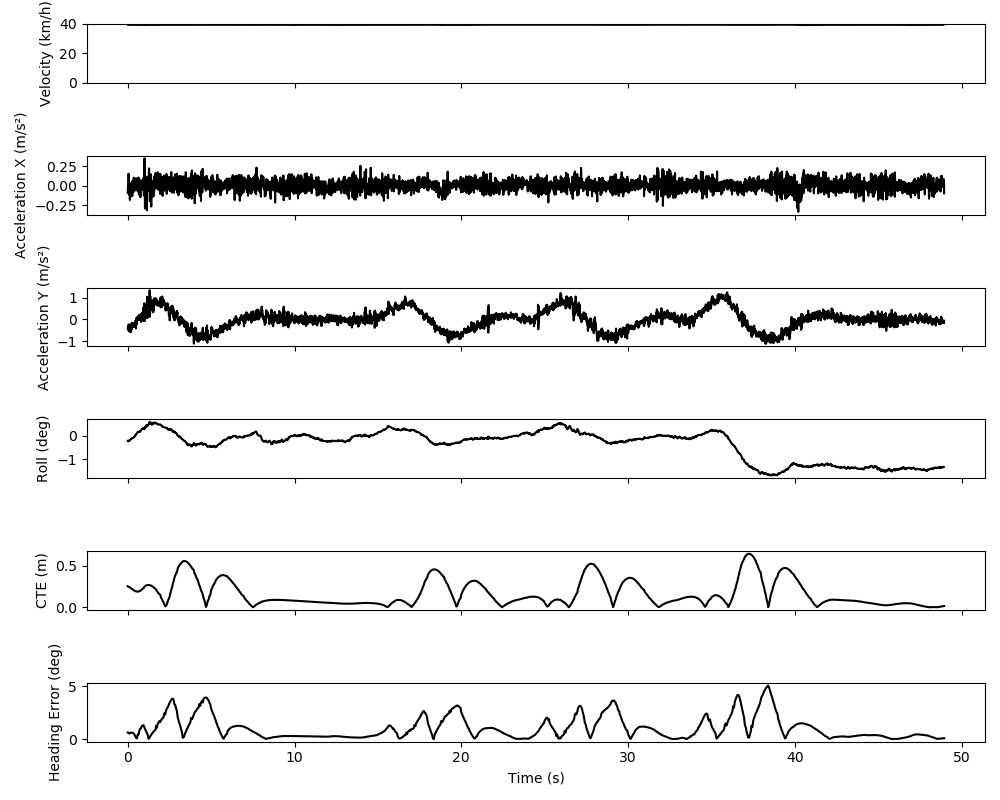 Velocity (km/h)
40
20
0
Acceleration X (m/s²)
0.25
0.00
−0.25
Acceleration Y (m/s²)
1
0
−1
Roll (deg)
0
−1
CTE (m)
0.5
0.0
Heading Error (deg)
5
0
0 10 20 30 40 50
Time (s)